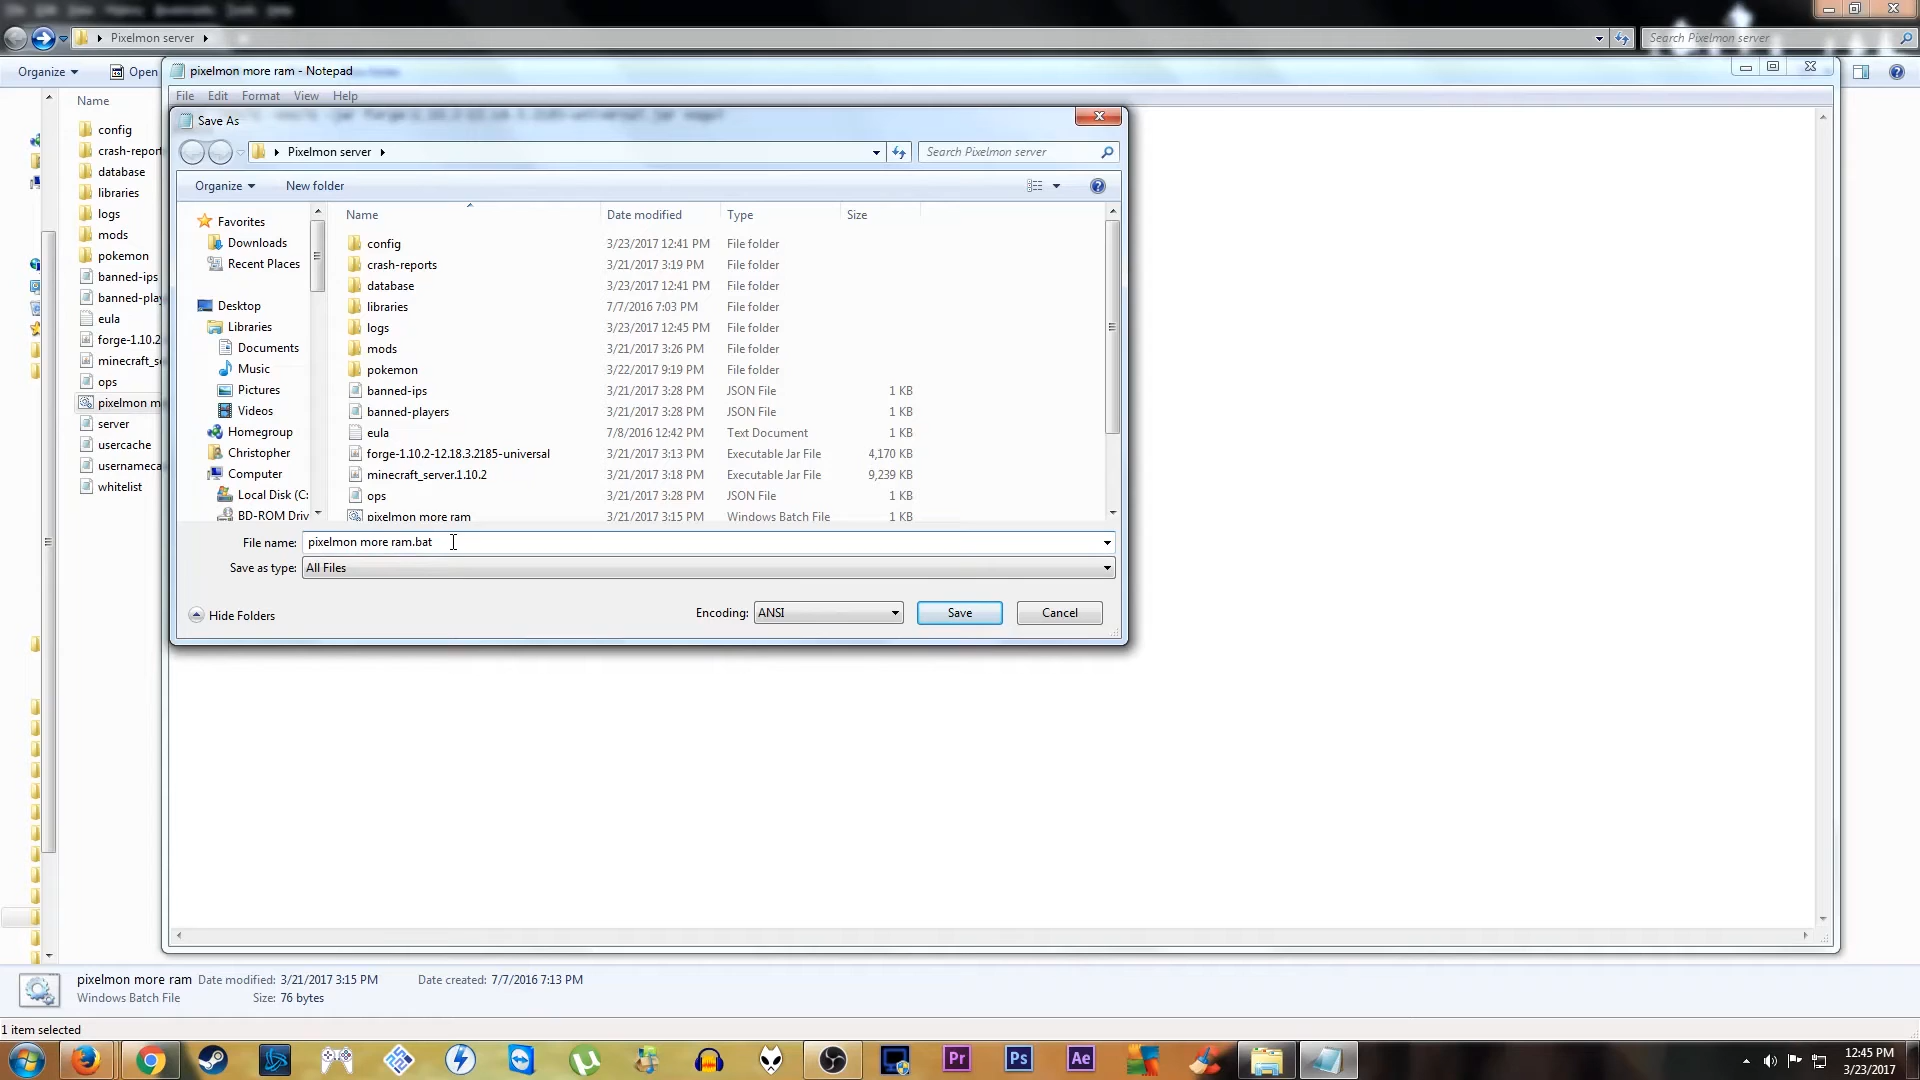 Pixelmon server
Search Pixelmon server
Organize
Open
pixelmon more ram - Notepad
File Edit Format View Help
Name
config
crash-report
database
libraries
logs
mods
pokemon
banned-ips
banned-play
eula
forge-1.10.2
minecraft_se
ops
pixelmon m
server
usercache
usernameca
whitelist
Save As
Pixelmon server
Search Pixelmon server
Organize New folder
Favorites
Downloads
Recent Places
Desktop
Libraries
Documents
Music
Pictures
Videos
Homegroup
Christopher
Computer
Local Disk (C:
BD-ROM Driv
Name Date modified Type Size
config 3/23/2017 12:41 PM File folder
crash-reports 3/21/2017 3:19 PM File folder
database 3/23/2017 12:41 PM File folder
libraries 7/7/2016 7:03 PM File folder
logs 3/23/2017 12:45 PM File folder
mods 3/21/2017 3:26 PM File folder
pokemon 3/22/2017 9:19 PM File folder
banned-ips 3/21/2017 3:28 PM JSON File 1 KB
banned-players 3/21/2017 3:28 PM JSON File 1 KB
eula 7/8/2016 12:42 PM Text Document 1 KB
forge-1.10.2-12.18.3.2185-universal 3/21/2017 3:13 PM Executable Jar File 4,170 KB
minecraft_server.1.10.2 3/21/2017 3:18 PM Executable Jar File 9,239 KB
ops 3/21/2017 3:28 PM JSON File 1 KB
pixelmon more ram 3/21/2017 3:15 PM Windows Batch File 1 KB
File name: pixelmon more ram.bat
Save as type: All Files
Hide Folders
Encoding: ANSI
Save
Cancel
pixelmon more ram Date modified: 3/21/2017 3:15 PM Date created: 7/7/2016 7:13 PM
Windows Batch File Size: 76 bytes
1 item selected
Pr
Ps
Ae
12:45 PM
3/23/2017